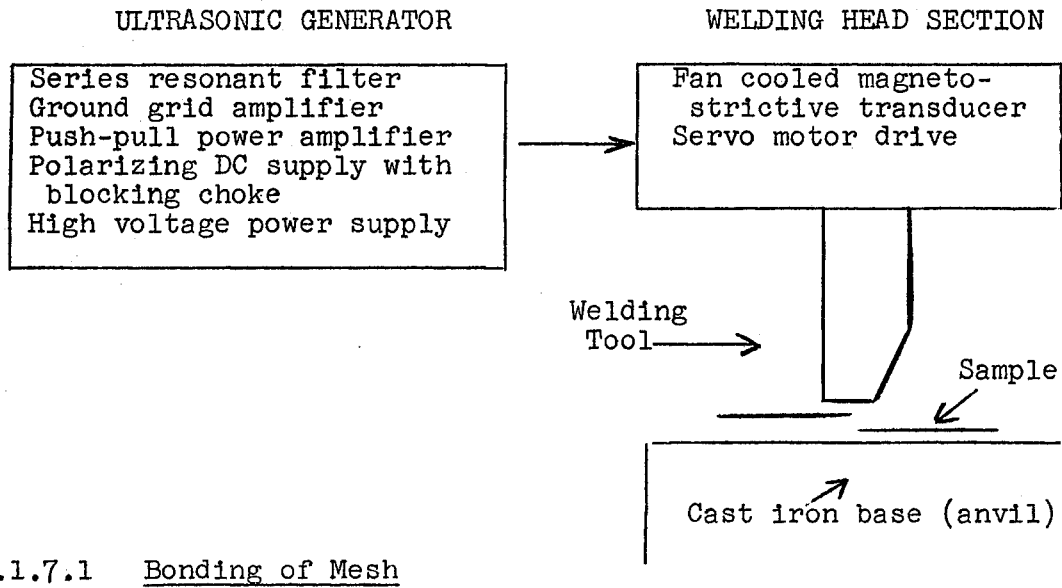 ULTRASONIC GENERATOR
WELDING HEAD SECTION
Series resonant filter
Ground grid amplifier
Push-pull power amplifier
Polarizing DC supply with
blocking choke
High voltage power supply
Fan cooled magneto-
strictive transducer
Servo motor drive
Welding
Tool
Sample
Cast iron base (anvil)
.1.7.1 Bonding of Mesh